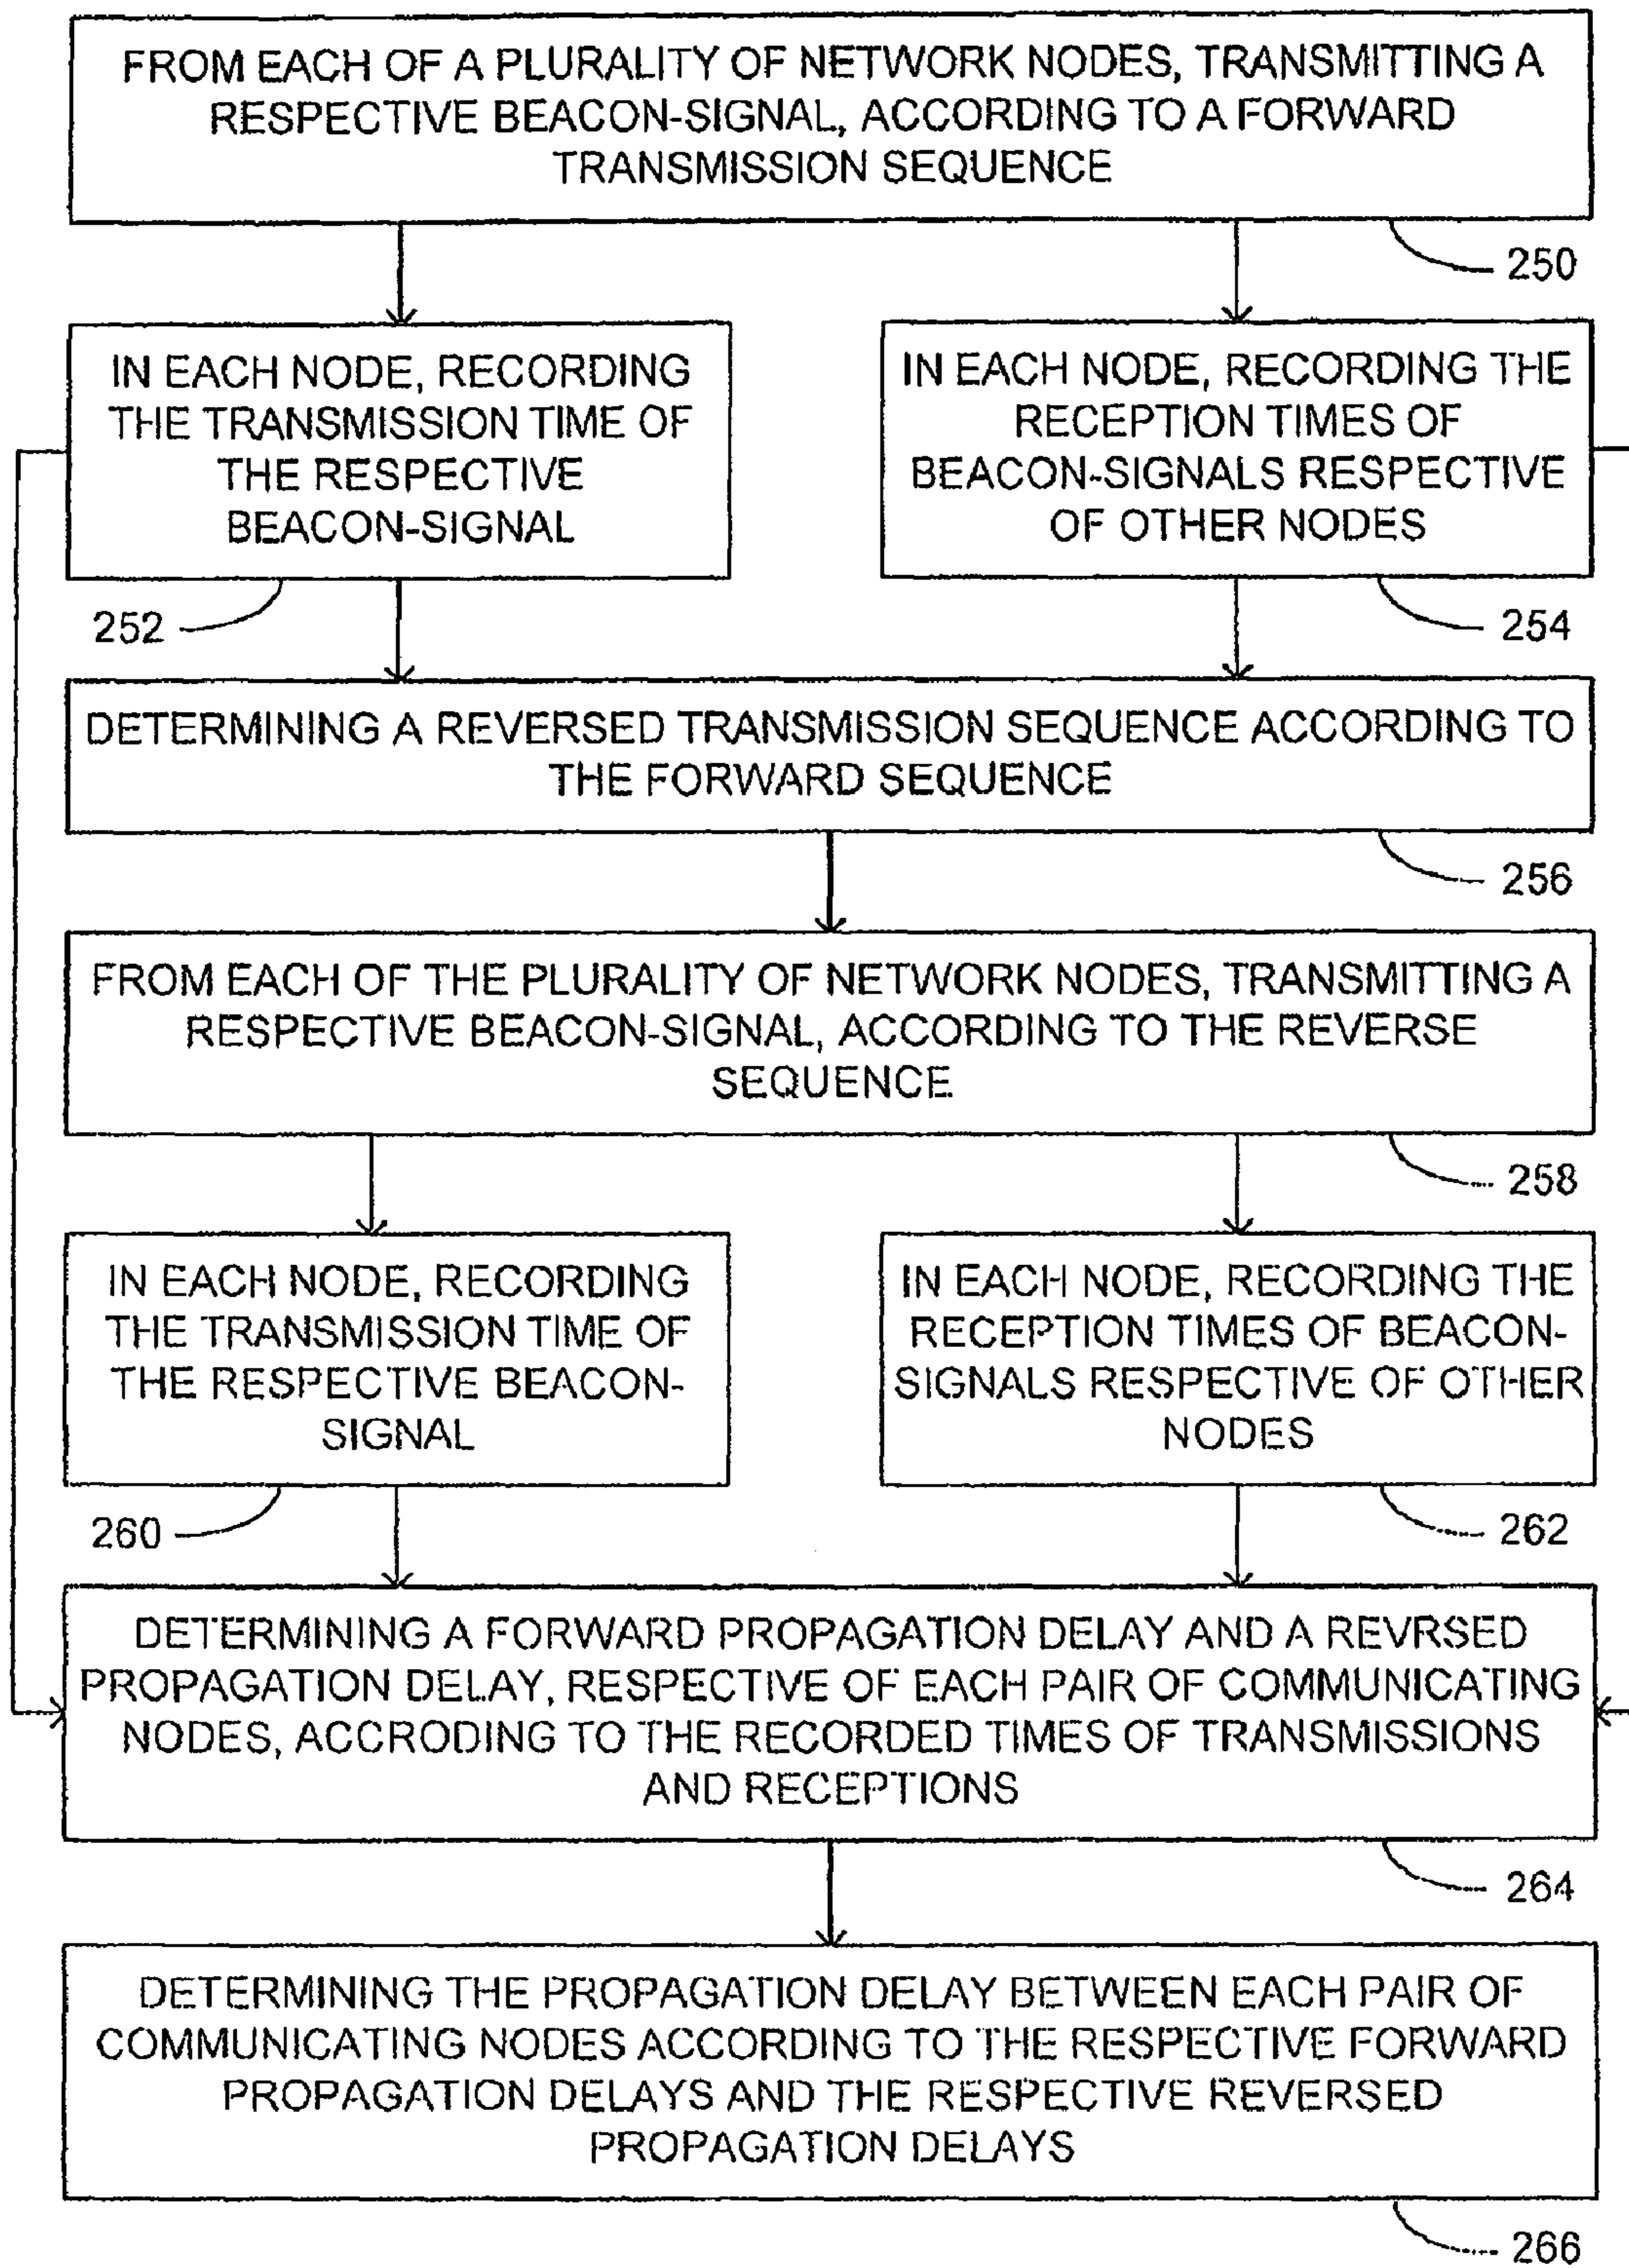 FROM EACH OF A PLURALITY OF NETWORK NODES, TRANSMITTING A
RESPECTIVE BEACON-SIGNAL, ACCORDING TO A FORWARD
TRANSMISSION SEQUENCE
250
IN EACH NODE, RECORDING
THE TRANSMISSION TIME OF
THE RESPECTIVE
BEACON-SIGNAL
252
IN EACH NODE, RECORDING THE
RECEPTION TIMES OF
BEACON-SIGNALS RESPECTIVE
OF OTHER NODES
254
DETERMINING A REVERSED TRANSMISSION SEQUENCE ACCORDING TO
THE FORWARD SEQUENCE
256
FROM EACH OF THE PLURALITY OF NETWORK NODES, TRANSMITTING A
RESPECTIVE BEACON-SIGNAL, ACCORDING TO THE REVERSE
SEQUENCE
258
IN EACH NODE, RECORDING
THE TRANSMISSION TIME OF
THE RESPECTIVE BEACON-
SIGNAL
260
IN EACH NODE, RECORDING THE
RECEPTION TIMES OF BEACON-
SIGNALS RESPECTIVE OF OTHER
NODES
262
DETERMINING A FORWARD PROPAGATION DELAY AND A REVRSED
PROPAGATION DELAY, RESPECTIVE OF EACH PAIR OF COMMUNICATING
NODES, ACCRODING TO THE RECORDED TIMES OF TRANSMISSIONS
AND RECEPTIONS
264
DETERMINING THE PROPAGATION DELAY BETWEEN EACH PAIR OF
COMMUNICATING NODES ACCORDING TO THE RESPECTIVE FORWARD
PROPAGATION DELAYS AND THE RESPECTIVE REVERSED
PROPAGATION DELAYS
266